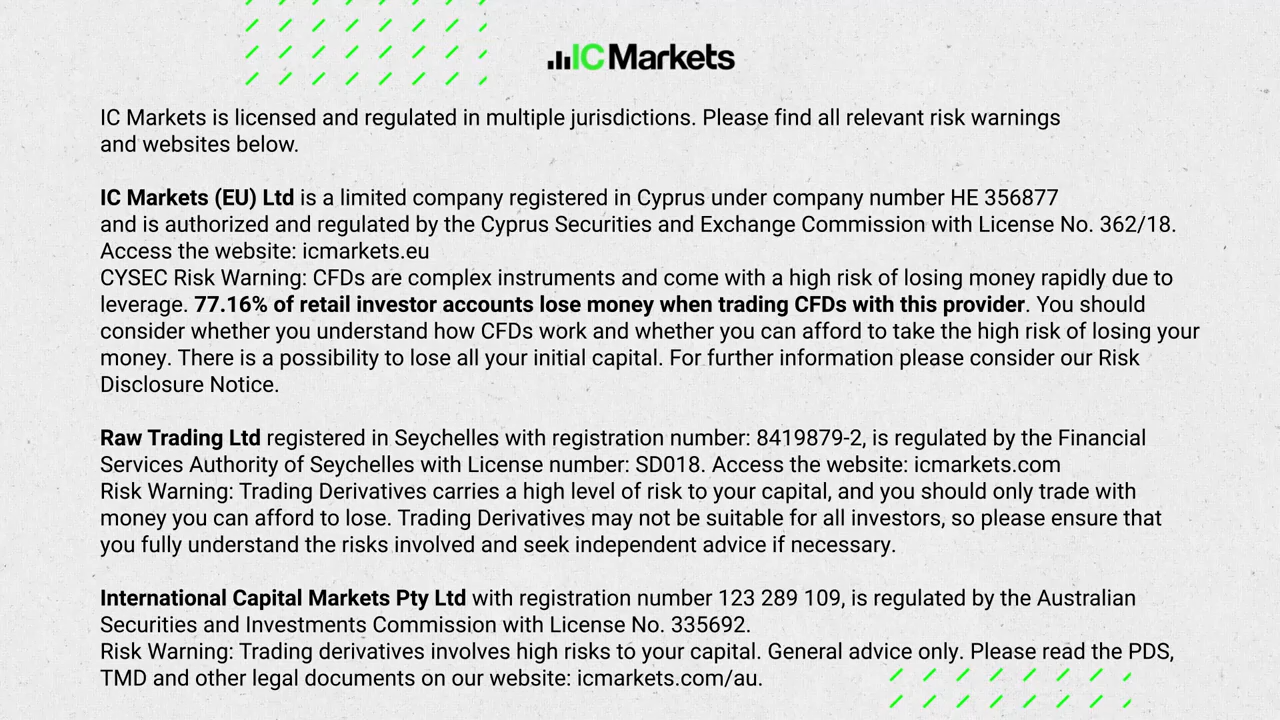 IC Markets
IC Markets is licensed and regulated in multiple jurisdictions. Please find all relevant risk warnings
and websites below.
IC Markets (EU) Ltd is a limited company registered in Cyprus under company number HE 356877
and is authorized and regulated by the Cyprus Securities and Exchange Commission with License No. 362/18.
Access the website: icmarkets.eu
CYSEC Risk Warning: CFDs are complex instruments and come with a high risk of losing money rapidly due to
leverage. 77.16% of retail investor accounts lose money when trading CFDs with this provider. You should
consider whether you understand how CFDs work and whether you can afford to take the high risk of losing your
money. There is a possibility to lose all your initial capital. For further information please consider our Risk
Disclosure Notice.
Raw Trading Ltd registered in Seychelles with registration number: 8419879-2, is regulated by the Financial
Services Authority of Seychelles with License number: SD018. Access the website: icmarkets.com
Risk Warning: Trading Derivatives carries a high level of risk to your capital, and you should only trade with
money you can afford to lose. Trading Derivatives may not be suitable for all investors, so please ensure that
you fully understand the risks involved and seek independent advice if necessary.
International Capital Markets Pty Ltd with registration number 123 289 109, is regulated by the Australian
Securities and Investments Commission with License No. 335692.
Risk Warning: Trading derivatives involves high risks to your capital. General advice only. Please read the PDS,
TMD and other legal documents on our website: icmarkets.com/au.